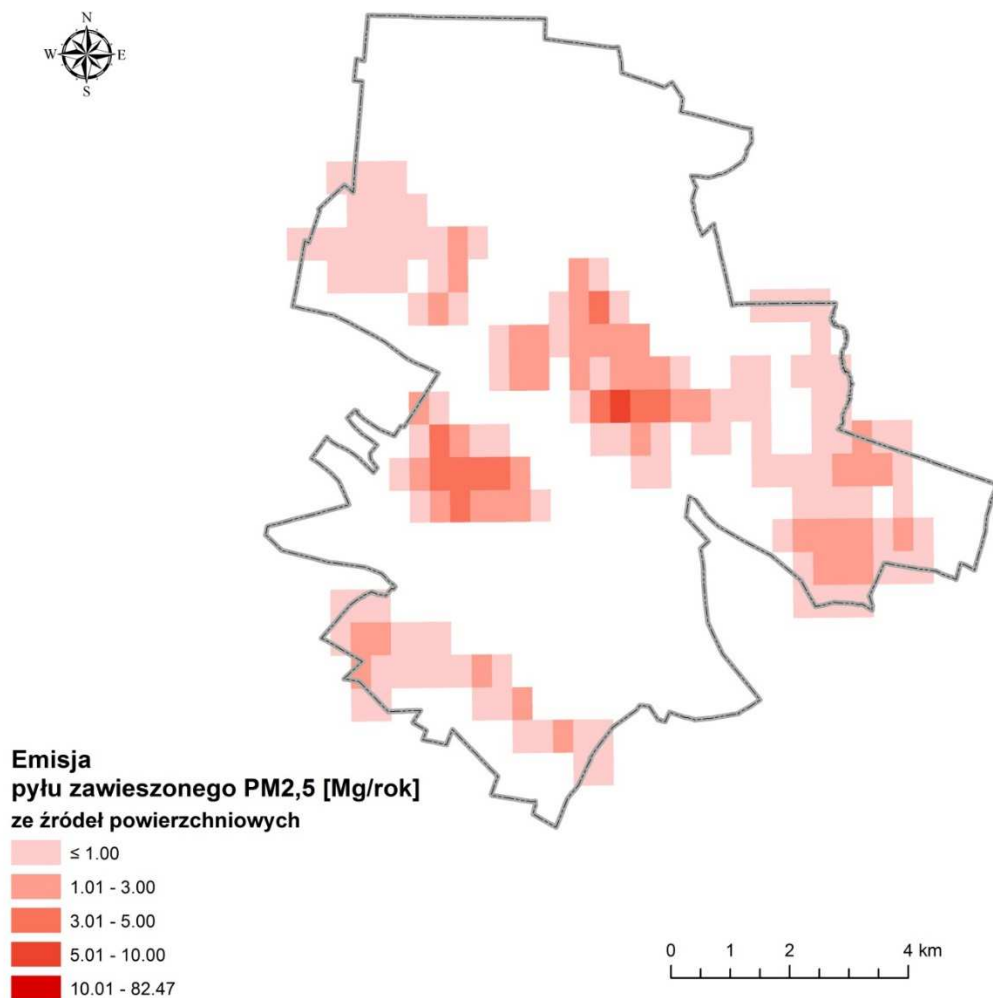 N
W E
S
Emisja
pyłu zawieszonego PM2,5 [Mg/rok]
ze źródeł powierzchniowych
≤ 1.00
1.01 - 3.00
3.01 - 5.00
5.01 - 10.00
10.01 - 82.47
0 1 2 4 km